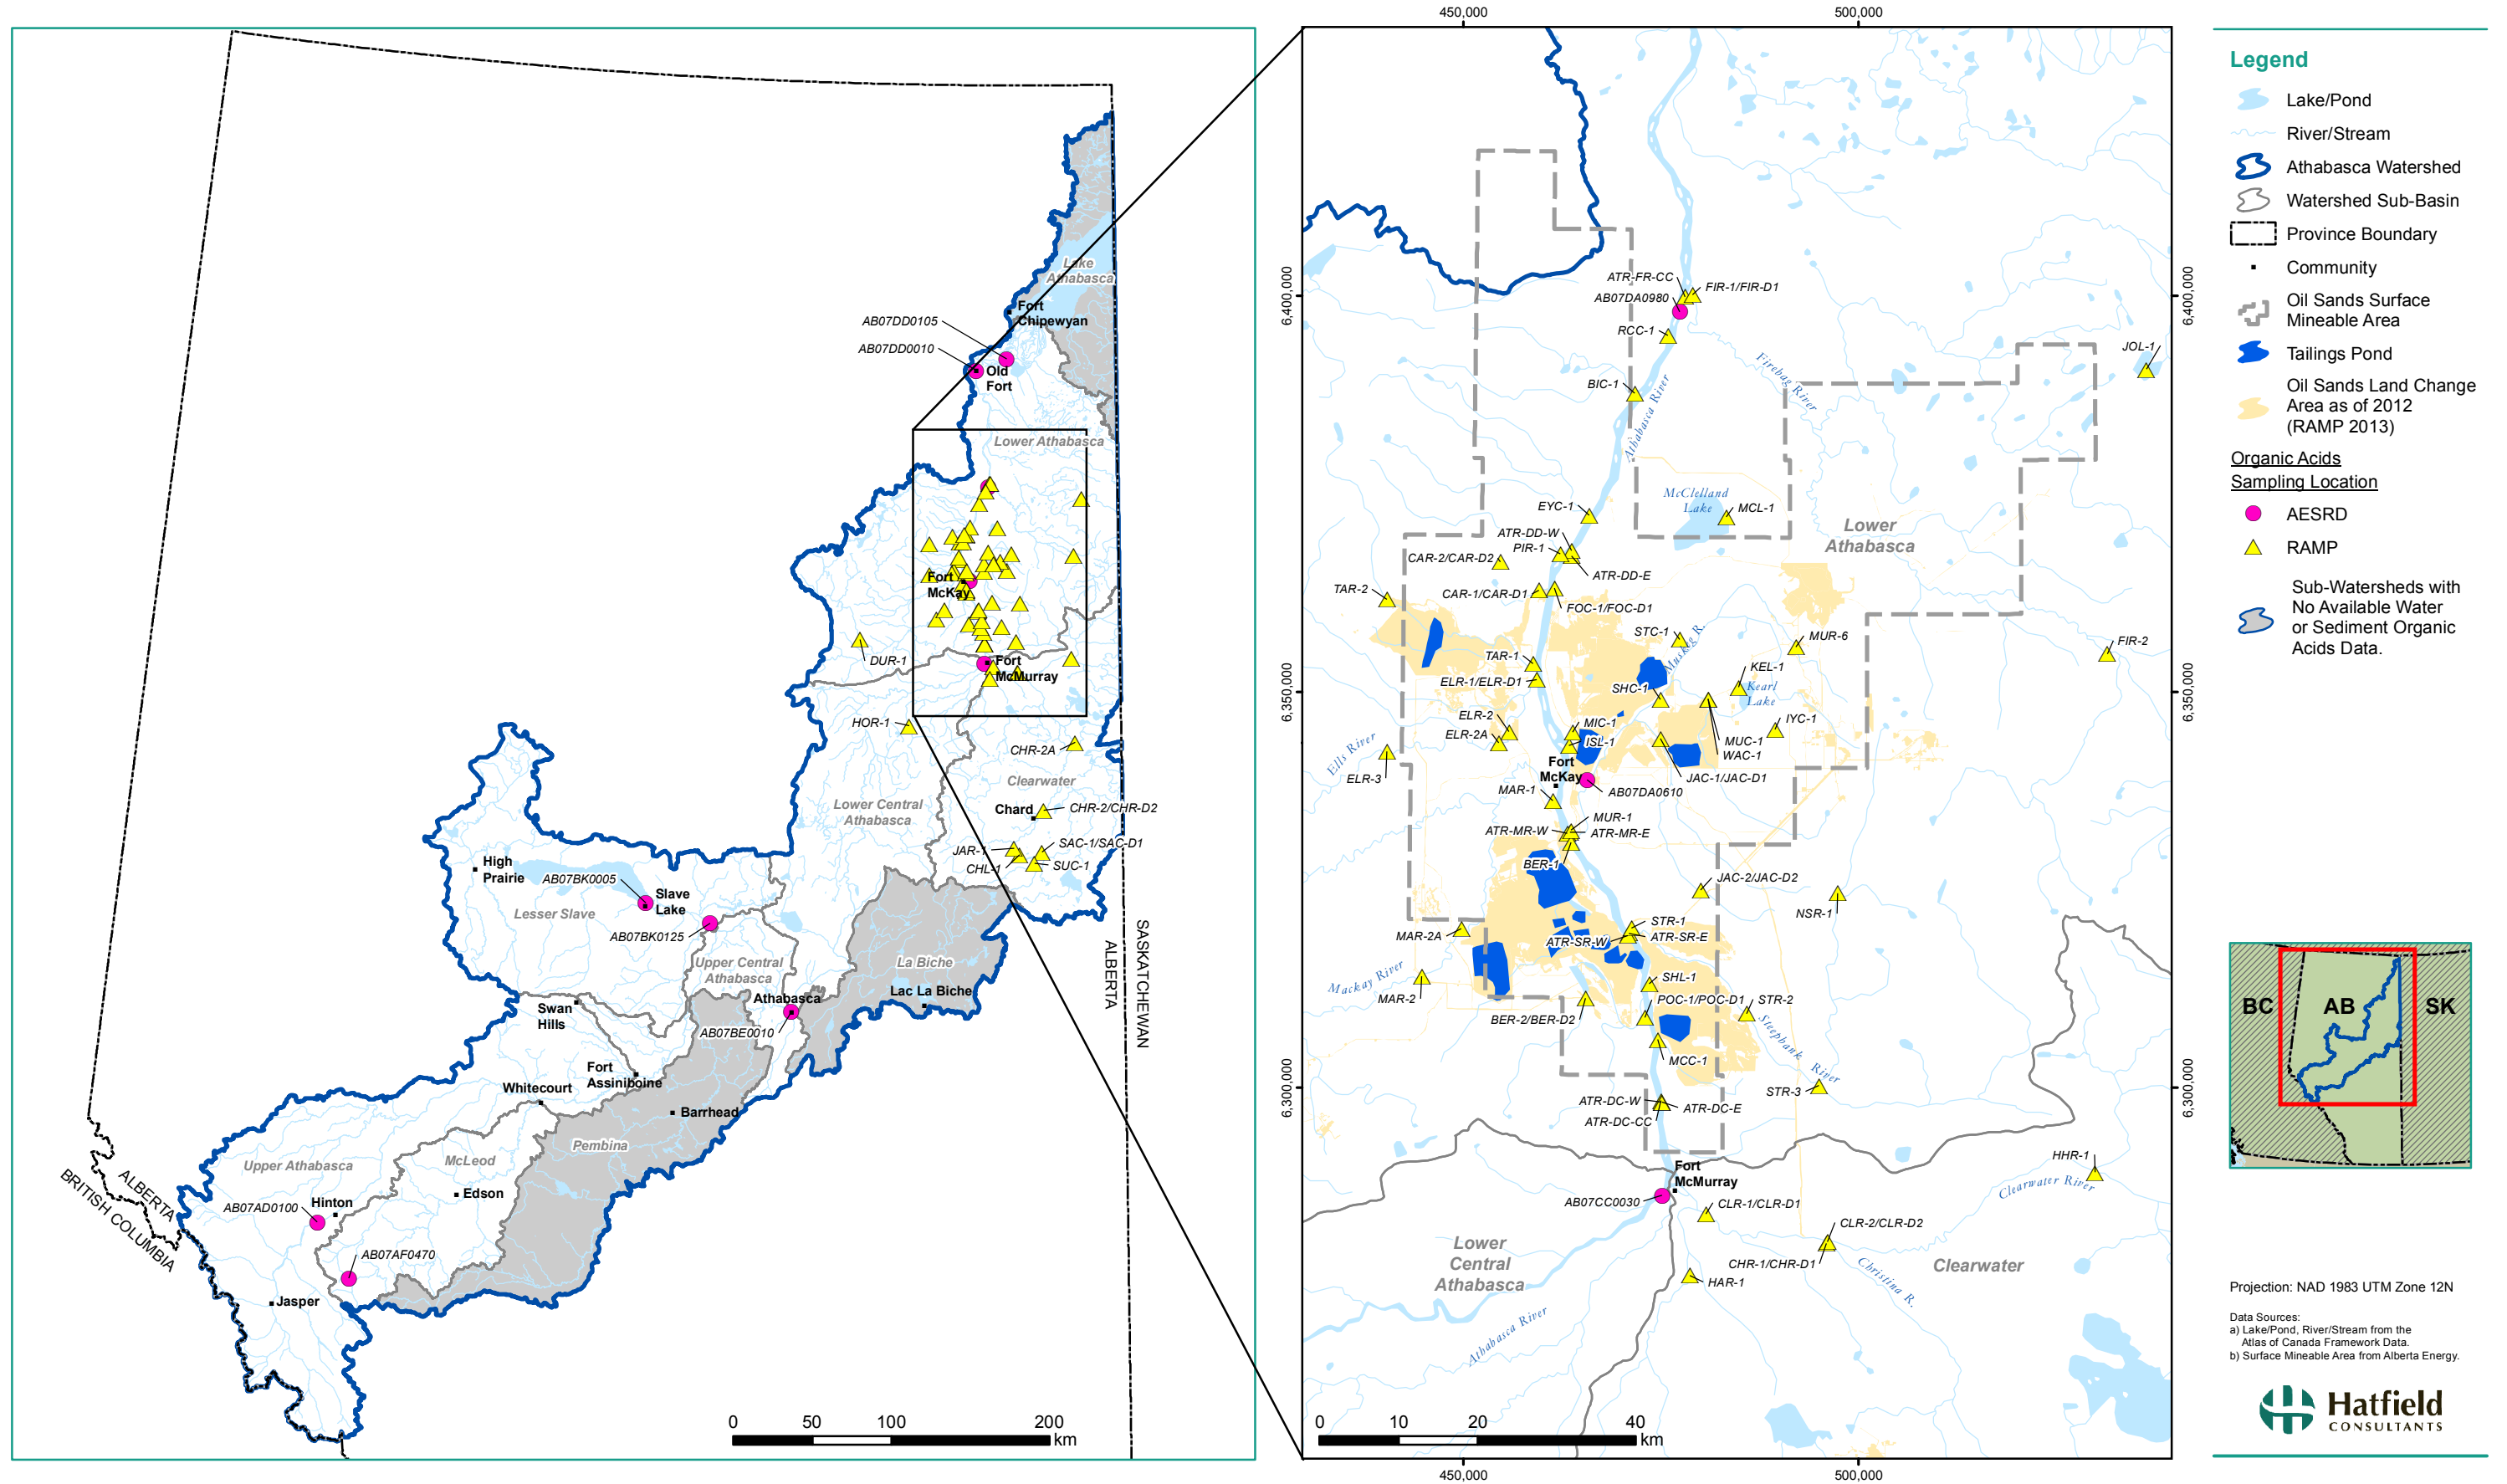 Lake
Athabasca
Fort
Chipewyan
AB07DD0105
AB07DD0010
Old
Fort
Lower Athabasca
Fort
McKay
DUR-1
Fort
McMurray
HOR-1
CHR-2A
Clearwater
Lower Central
Athabasca
Chard
CHR-2/CHR-D2
JAR-1
SAC-1/SAC-D1
CHL-1
SUC-1
High
Prairie
AB07BK0005
Slave
Lake
Lesser Slave
AB07BK0125
Upper Central
Athabasca
La Biche
Lac La Biche
Athabasca
AB07BE0010
Swan
Hills
Fort
Assiniboine
Whitecourt
Barrhead
Pembina
McLeod
Upper Athabasca
Edson
Hinton
AB07AD0100
AB07AF0470
Jasper
ALBERTA
BRITISH COLUMBIA
ALBERTA
SASKATCHEWAN
0 50 100 200
km
450,000 500,000
6,400,000 6,400,000
6,350,000 6,350,000
6,300,000 6,300,000
450,000 500,000
ATR-FR-CC
FIR-1/FIR-D1
AB07DA0980
RCC-1
JOL-1
Firebag River
BIC-1
Athabasca River
McClelland
Lake
MCL-1
EYC-1
Lower
Athabasca
ATR-DD-W
PIR-1
CAR-2/CAR-D2
ATR-DD-E
TAR-2
CAR-1/CAR-D1
FOC-1/FOC-D1
STC-1
Muskeg R.
MUR-6
FIR-2
TAR-1
KEL-1
ELR-1/ELR-D1
SHC-1
Kearl
Lake
ELR-2
MIC-1
IYC-1
ELR-2A
ISL-1
MUC-1
WAC-1
Ells River
ELR-3
Fort
McKay
JAC-1/JAC-D1
MAR-1
AB07DA0610
MUR-1
ATR-MR-W
ATR-MR-E
BER-1
JAC-2/JAC-D2
NSR-1
STR-1
MAR-2A
ATR-SR-W
ATR-SR-E
Mackay River
MAR-2
SHL-1
POC-1/POC-D1
STR-2
BER-2/BER-D2
Steepbank River
MCC-1
STR-3
ATR-DC-W
ATR-DC-E
ATR-DC-CC
Fort
McMurray
HHR-1
Clearwater River
AB07CC0030
CLR-1/CLR-D1
CLR-2/CLR-D2
Lower
Central
Athabasca
CHR-1/CHR-D1
Clearwater
HAR-1
Christina R.
Athabasca River
0 10 20 40
km
Legend
Lake/Pond
River/Stream
Athabasca Watershed
Watershed Sub-Basin
Province Boundary
Community
Oil Sands Surface
Mineable Area
Tailings Pond
Oil Sands Land Change
Area as of 2012
(RAMP 2013)
Organic Acids
Sampling Location
AESRD
RAMP
Sub-Watersheds with
No Available Water
or Sediment Organic
Acids Data.
BC AB SK
Projection: NAD 1983 UTM Zone 12N
Data Sources:
a) Lake/Pond, River/Stream from the
Atlas of Canada Framework Data.
b) Surface Mineable Area from Alberta Energy.
Hatfield
CONSULTANTS